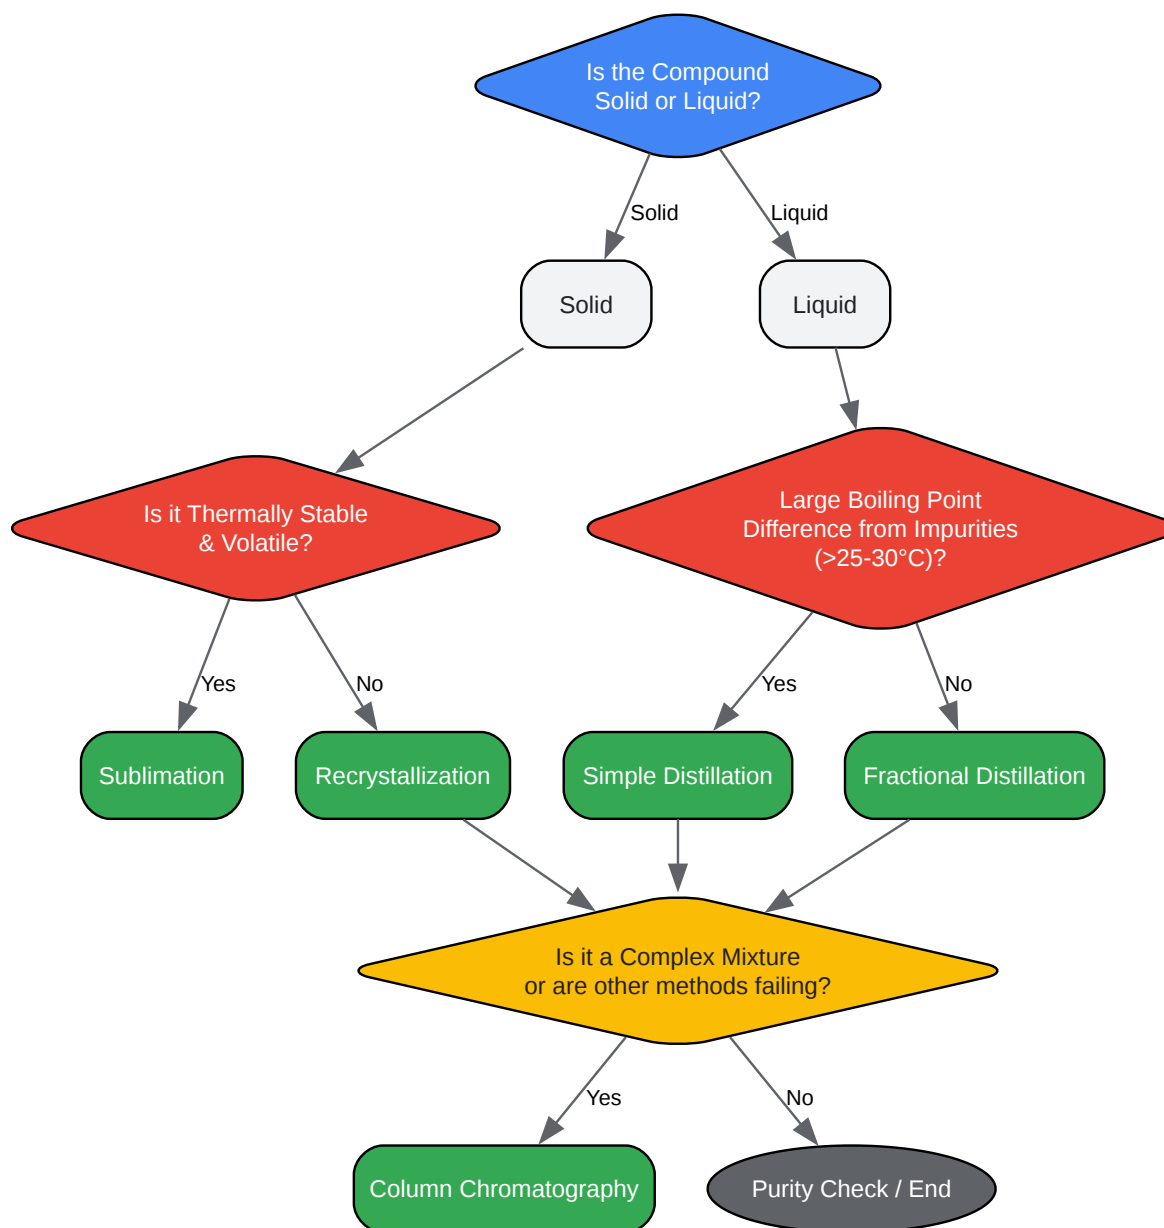 Is the Compound
Solid or Liquid?
Solid
Liquid
Solid
Liquid
Is it Thermally Stable
& Volatile?
Large Boiling Point
Difference from Impurities
(>25-30°C)?
Yes
No
Yes
No
Sublimation
Recrystallization
Simple Distillation
Fractional Distillation
Is it a Complex Mixture
or are other methods failing?
Yes
No
Column Chromatography
Purity Check / End